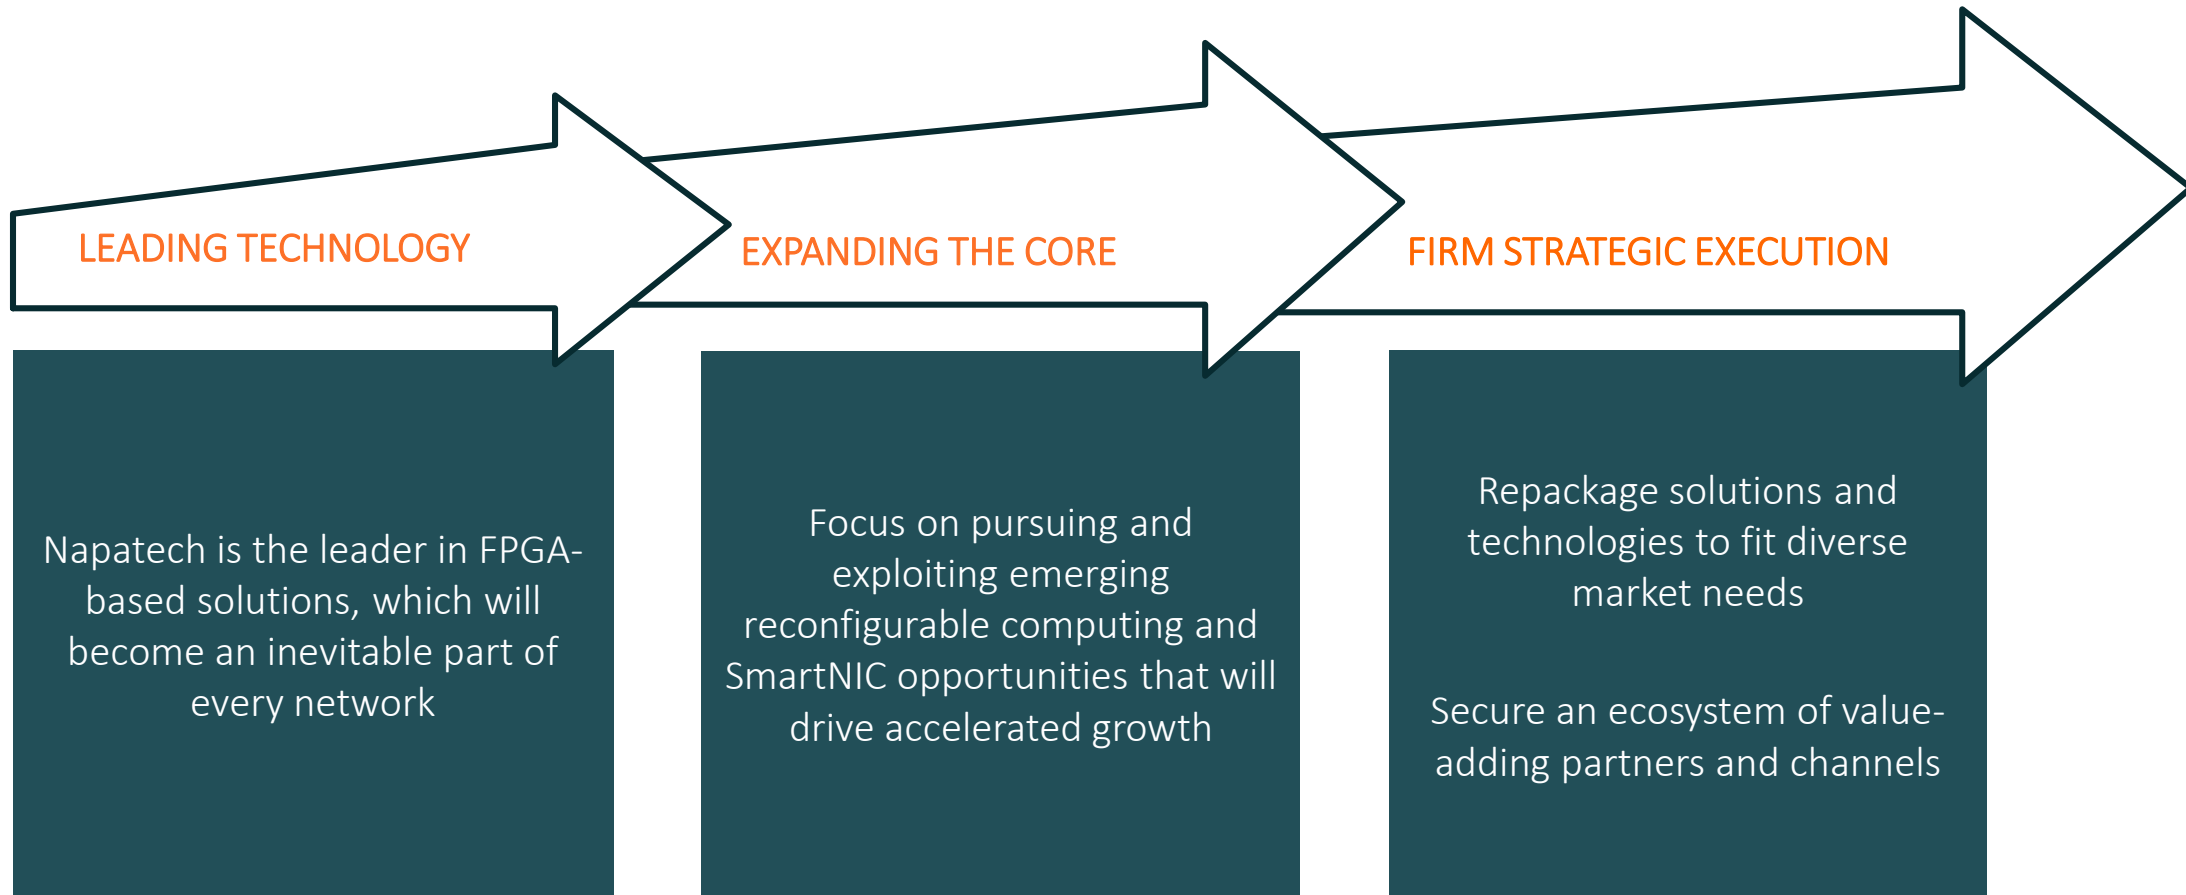 LEADING TECHNOLOGY
EXPANDING THE CORE
FIRM STRATEGIC EXECUTION
Napatech is the leader in FPGA-
based solutions, which will
become an inevitable part of
every network
Focus on pursuing and
exploiting emerging
reconfigurable computing and
SmartNIC opportunities that will
drive accelerated growth
Repackage solutions and
technologies to fit diverse
market needs
Secure an ecosystem of value-
adding partners and channels